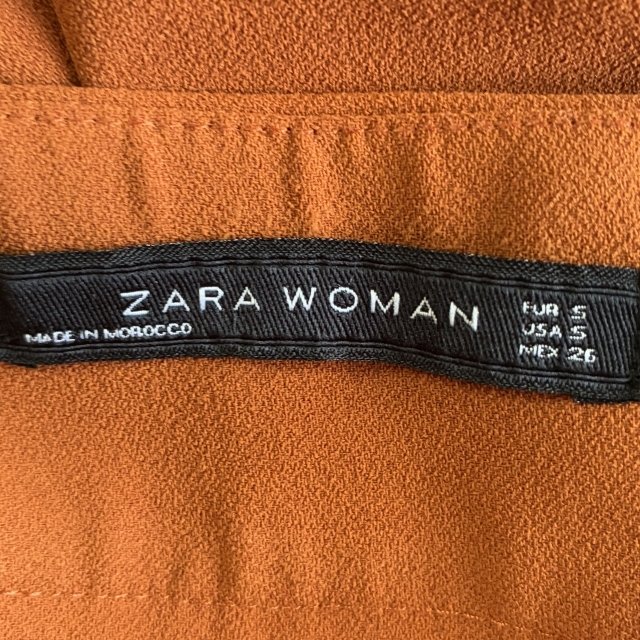 ZARA WOMAN
MADE IN MOROCCO
EUR S
USA S
MEX 26